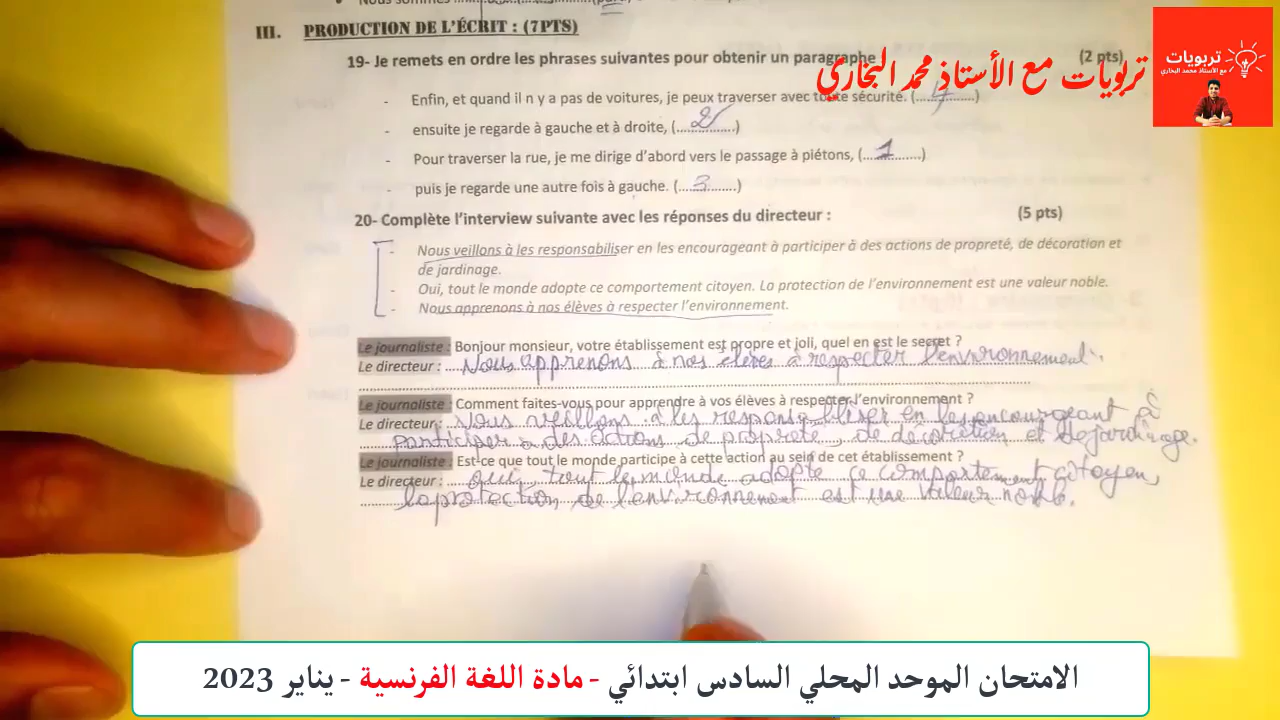 III. PRODUCTION DE L'ÉCRIT : (7PTS)
19- Je remets en ordre les phrases suivantes pour obtenir un paragraphe (2 pts)
تربويات مع الأستاذ محمد البخاري
تربويات
مع الأستاذ محمد البخاري
- Enfin, et quand il n y a pas de voitures, je peux traverser avec toute sécurité. (....4....)
- ensuite je regarde à gauche et à droite, (....2....)
- Pour traverser la rue, je me dirige d'abord vers le passage à piétons, (....1....)
- puis je regarde une autre fois à gauche. (....3....)
20- Complète l'interview suivante avec les réponses du directeur : (5 pts)
- Nous veillons à les responsabiliser en les encourageant à participer à des actions de propreté, de décoration et
de jardinage.
- Oui, tout le monde adopte ce comportement citoyen. La protection de l'environnement est une valeur noble.
- Nous apprenons à nos élèves à respecter l'environnement.
Le journaliste : Bonjour monsieur, votre établissement est propre et joli, quel en est le secret ?
Le directeur : Nous apprenons à nos élèves à respecter l'environnement.
Le journaliste : Comment faites-vous pour apprendre à vos élèves à respecter l'environnement ?
Le directeur : Nous veillons à les responsabiliser en les encourgeant à
participer à des actions de propreté, de décoration et de jardinage.
Le journaliste : Est-ce que tout le monde participe à cette action au sein de cet établissement ?
Le directeur : oui, tout le monde adopte ce comportement citoyen,
la protection de l'environnement est une valeur noble.
الامتحان الموحد المحلي السادس ابتدائي - مادة اللغة الفرنسية - يناير 2023